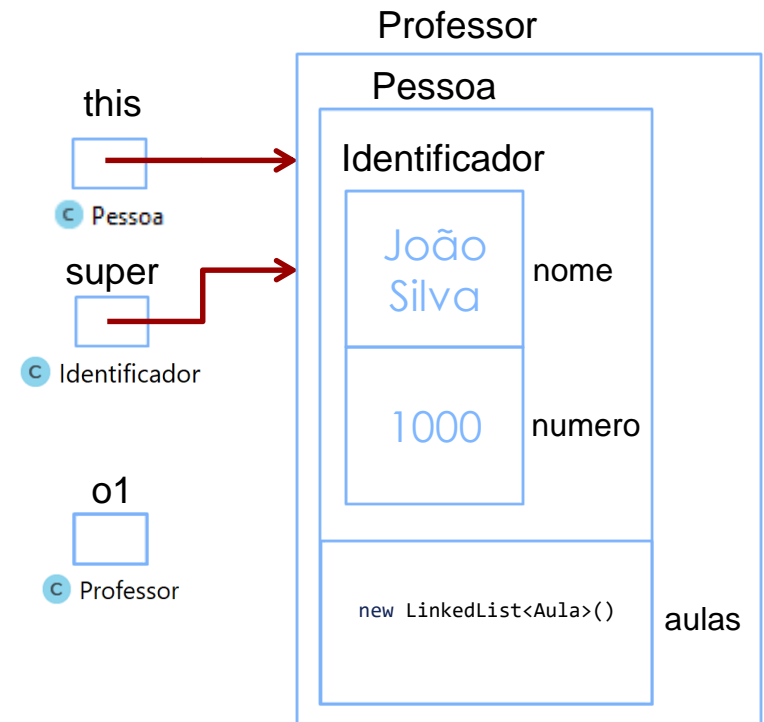 Professor
Pessoa
this
Identificador
C Pessoa
João
Silva
nome
super
C Identificador
1000
numero
o1
C Professor
new LinkedList<Aula>()
aulas